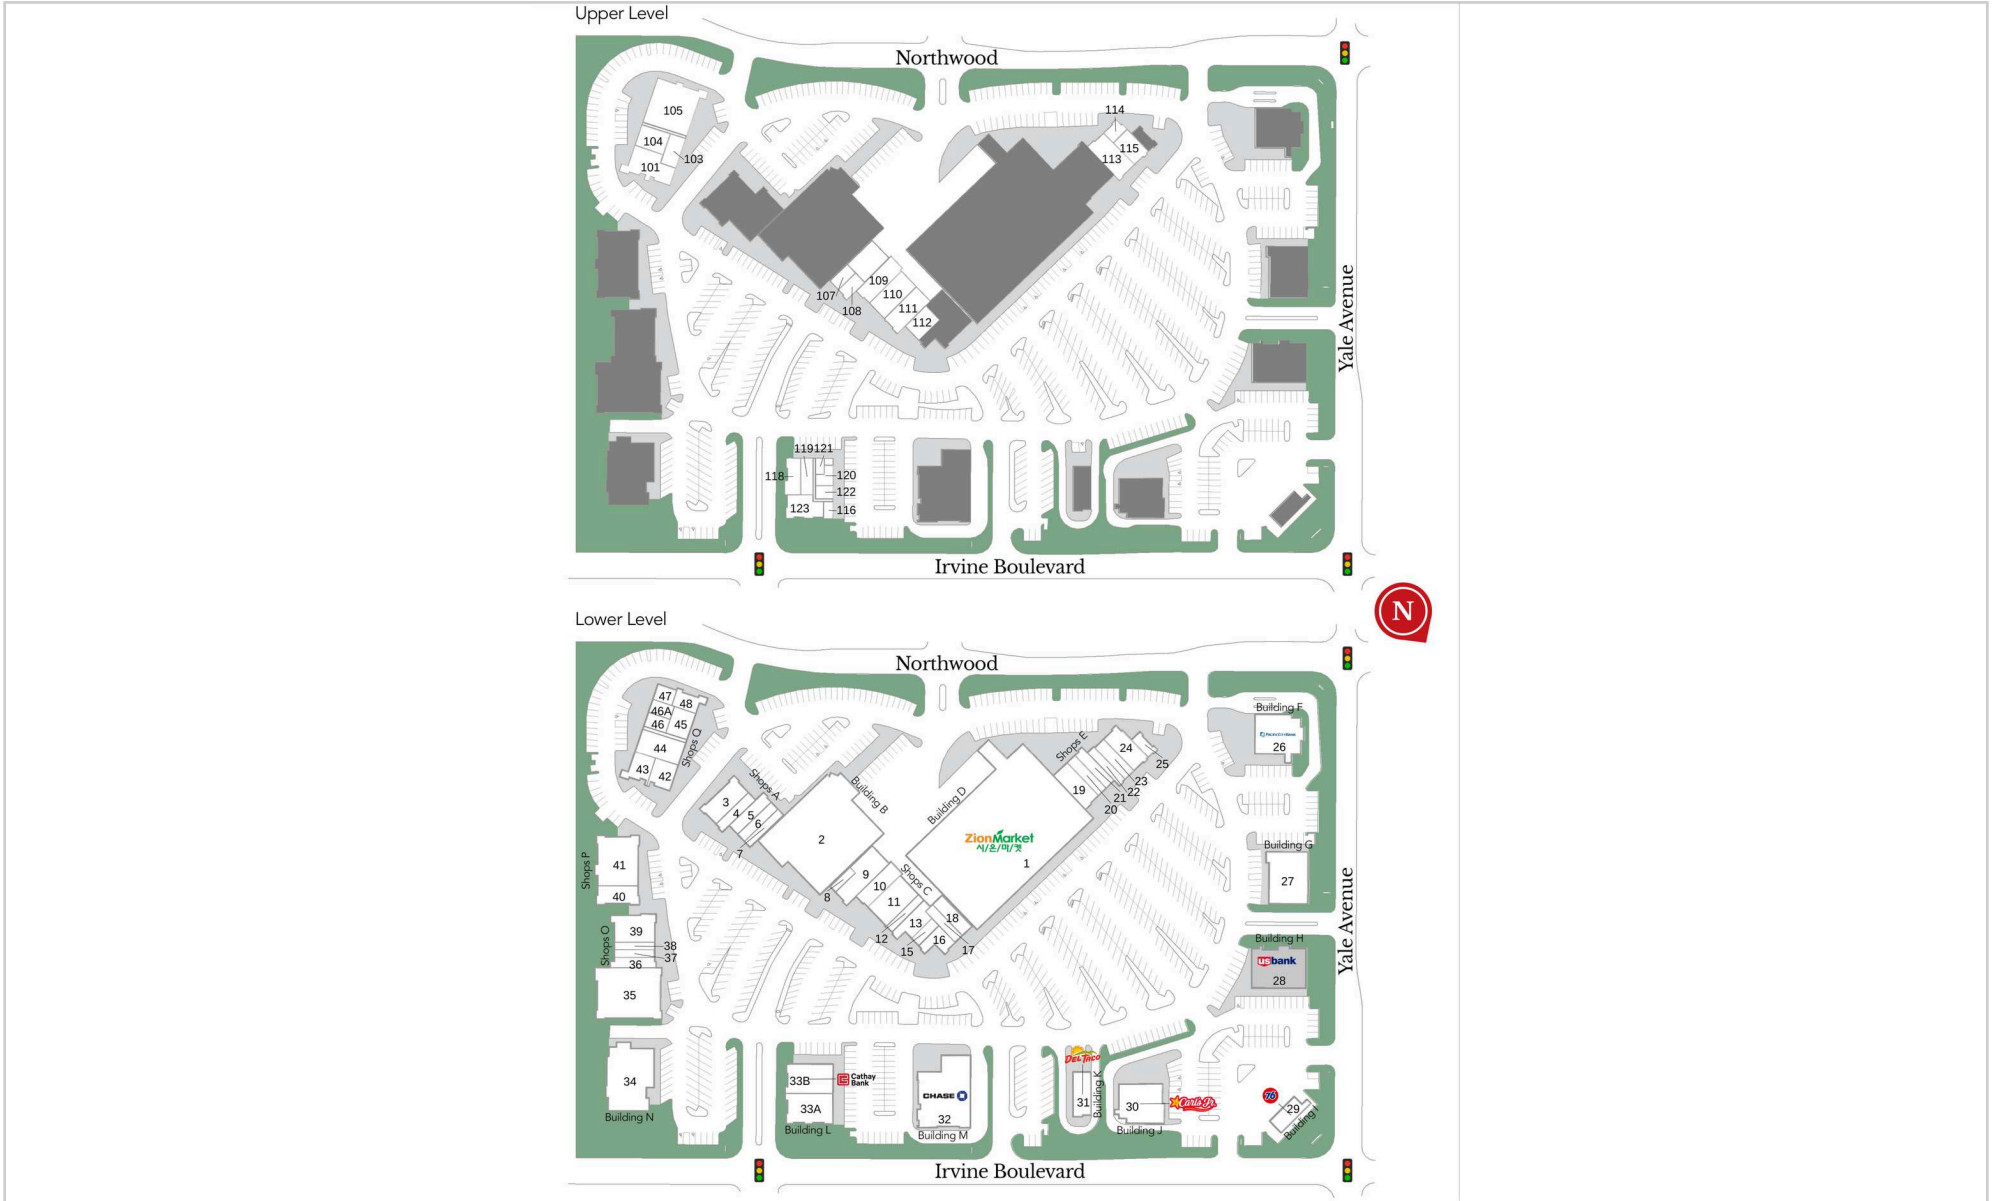 Upper Level
Northwood
114
105
104
103
101
115
113
109
107
110
108
111
112
Yale Avenue
119 121
118
120
122
123
116
Irvine Boulevard
N
Lower Level
Northwood
47
48
46A
46
45
44
43
42
Shops Q
Shops A
3
4
5
6
7
Building B
2
Building D
ZionMarket
시/온/마/켓
1
Shops E
24
25
23
22
21
20
19
Building F
PacificCityBank
26
Shops P
41
40
9
10
8
11
Shops C
12
13
15
16
18
17
Building G
27
Yale Avenue
Shops O
39
38
37
36
35
Building H
usbank
28
34
Building N
33B
Cathay
Bank
33A
Building L
CHASE
32
Building M
DEL TACO
31
Building K
30
Carl's Jr.
Building J
76
29
Building I
Irvine Boulevard